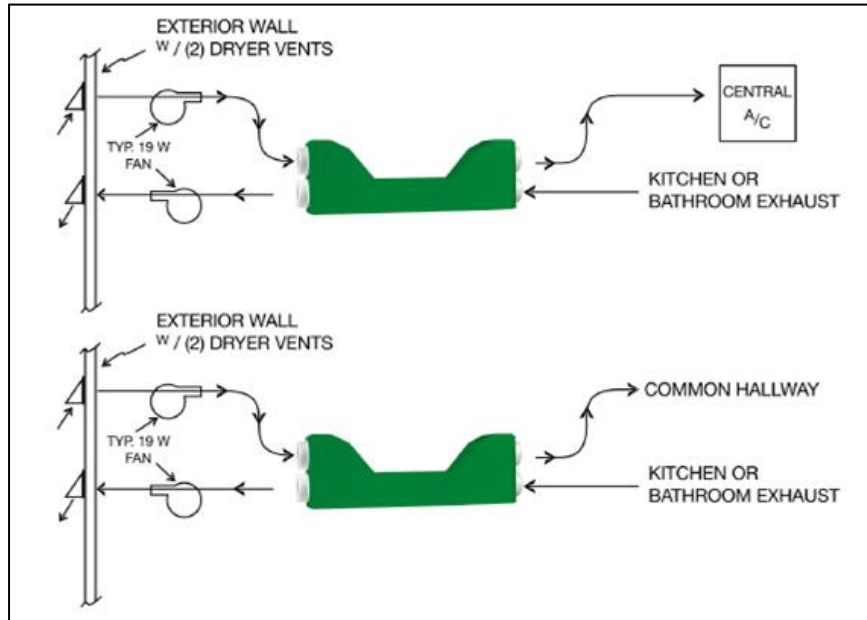 EXTERIOR WALL
W / (2) DRYER VENTS
TYP. 19 W
FAN
CENTRAL
A/C
KITCHEN OR
BATHROOM EXHAUST
EXTERIOR WALL
W / (2) DRYER VENTS
TYP. 19 W
FAN
COMMON HALLWAY
KITCHEN OR
BATHROOM EXHAUST